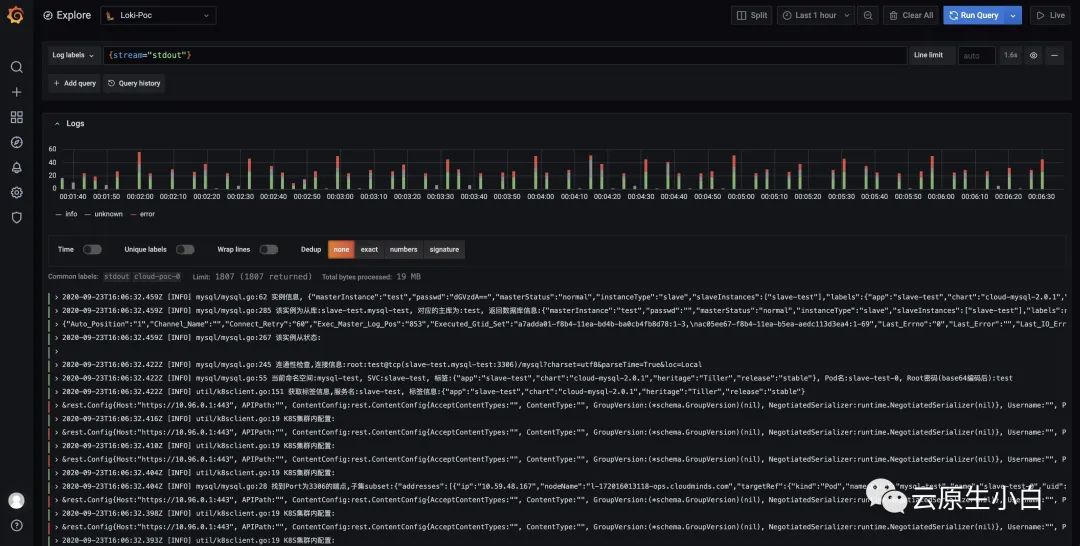 Explore Loki-Poc Split Last 1 hour Clear All Run Query Live
Log labels {stream="stdout"} Line limit auto 1.6s
+ Add query Query history
Logs
60
40
20
0
00:01:40 00:01:50 00:02:00 00:02:10 00:02:20 00:02:30 00:02:40 00:02:50 00:03:00 00:03:10 00:03:20 00:03:30 00:03:40 00:03:50 00:04:00 00:04:10 00:04:20 00:04:30 00:04:40 00:04:50 00:05:00 00:05:10 00:05:20 00:05:30 00:05:40 00:05:50 00:06:00 00:06:10 00:06:20 00:06:30
info unknown error
Time Unique labels Wrap lines Dedup none exact numbers signature
Common labels: stdout cloud-poc-0 Limit: 1807 (1807 returned) Total bytes processed: 19 MB
> 2020-09-23T16:06:32.459Z [INFO] mysql/mysql.go:62 实例信息, {"masterInstance":"test","passwd":"dGVzdA==","masterStatus":"normal","instanceType":"slave","slaveInstances":["slave-test"],"labels":{"app":"slave-test","chart":"cloud-mysql-2.0.1",
> 2020-09-23T16:06:32.459Z [INFO] mysql/mysql.go:285 该实例为从库:slave-test.mysql-test, 对应的主库为:test, 返回数据库信息:{"masterInstance":"test","passwd":"","masterStatus":"normal","instanceType":"slave","slaveInstances":["slave-test"],"labels":
> {"Auto_Position":"1","Channel_Name":"","Connect_Retry":"60","Exec_Master_Log_Pos":"853","Executed_Gtid_Set":"a7adda01-f8b4-11ea-bd4b-ba0cb4fb8d78:1-3,\nac05ee67-f8b4-11ea-b5ea-aedc113d3ea4:1-69","Last_Errno":"0","Last_Error":"","Last_IO_Err
> 2020-09-23T16:06:32.459Z [INFO] mysql/mysql.go:267 该实例从状态:
>
> 2020-09-23T16:06:32.422Z [INFO] mysql/mysql.go:245 连通性检查,连接信息:root:test@tcp(slave-test.mysql-test:3306)/mysql?charset=utf8&parseTime=True&loc=Local
> 2020-09-23T16:06:32.422Z [INFO] mysql/mysql.go:55 当前命名空间:mysql-test, SVC:slave-test, 标签:{"app":"slave-test","chart":"cloud-mysql-2.0.1","heritage":"Tiller","release":"stable"}, Pod名:slave-test-0, Root密码(base64编码后):test
> 2020-09-23T16:06:32.422Z [INFO] util/k8sclient.go:151 获取标签信息,服务名:slave-test, 标签信息:{"app":"slave-test","chart":"cloud-mysql-2.0.1","heritage":"Tiller","release":"stable"}
> &rest.Config{Host:"https://10.96.0.1:443", APIPath:"", ContentConfig:rest.ContentConfig{AcceptContentTypes:"", ContentType:"", GroupVersion:(*schema.GroupVersion)(nil), NegotiatedSerializer:runtime.NegotiatedSerializer(nil)}, Username:"", P
> 2020-09-23T16:06:32.416Z [INFO] util/k8sclient.go:19 K8S集群内配置:
> &rest.Config{Host:"https://10.96.0.1:443", APIPath:"", ContentConfig:rest.ContentConfig{AcceptContentTypes:"", ContentType:"", GroupVersion:(*schema.GroupVersion)(nil), NegotiatedSerializer:runtime.NegotiatedSerializer(nil)}, Username:"", P
> 2020-09-23T16:06:32.410Z [INFO] util/k8sclient.go:19 K8S集群内配置:
> &rest.Config{Host:"https://10.96.0.1:443", APIPath:"", ContentConfig:rest.ContentConfig{AcceptContentTypes:"", ContentType:"", GroupVersion:(*schema.GroupVersion)(nil), NegotiatedSerializer:runtime.NegotiatedSerializer(nil)}, Username:"", P
> 2020-09-23T16:06:32.404Z [INFO] util/k8sclient.go:19 K8S集群内配置:
> 2020-09-23T16:06:32.404Z [INFO] mysql/mysql.go:28 找到Port为3306的端点,子集subset:{"addresses":[{"ip":"10.59.48.167","nodeName":"l-172016013118-ops.cloudminds.com","targetRef":{"kind":"Pod","uid":
> &rest.Config{Host:"https://10.96.0.1:443", APIPath:"", ContentConfig:rest.ContentConfig{AcceptContentTypes:"", ContentType:"", GroupVersion:(*schema.GroupVersion)(nil), NegotiatedSerializer:
> 2020-09-23T16:06:32.398Z [INFO] util/k8sclient.go:19 K8S集群内配置:
> &rest.Config{Host:"https://10.96.0.1:443", APIPath:"", ContentConfig:rest.ContentConfig{AcceptContentTypes:"", ContentType:"", GroupVersion:(*schema.GroupVersion)(nil), NegotiatedSerializer:runtime.NegotiatedSerializer(nil)}, Username:"", P
> 2020-09-23T16:06:32.393Z [INFO] util/k8sclient.go:19 K8S集群内配置:
云原生小白